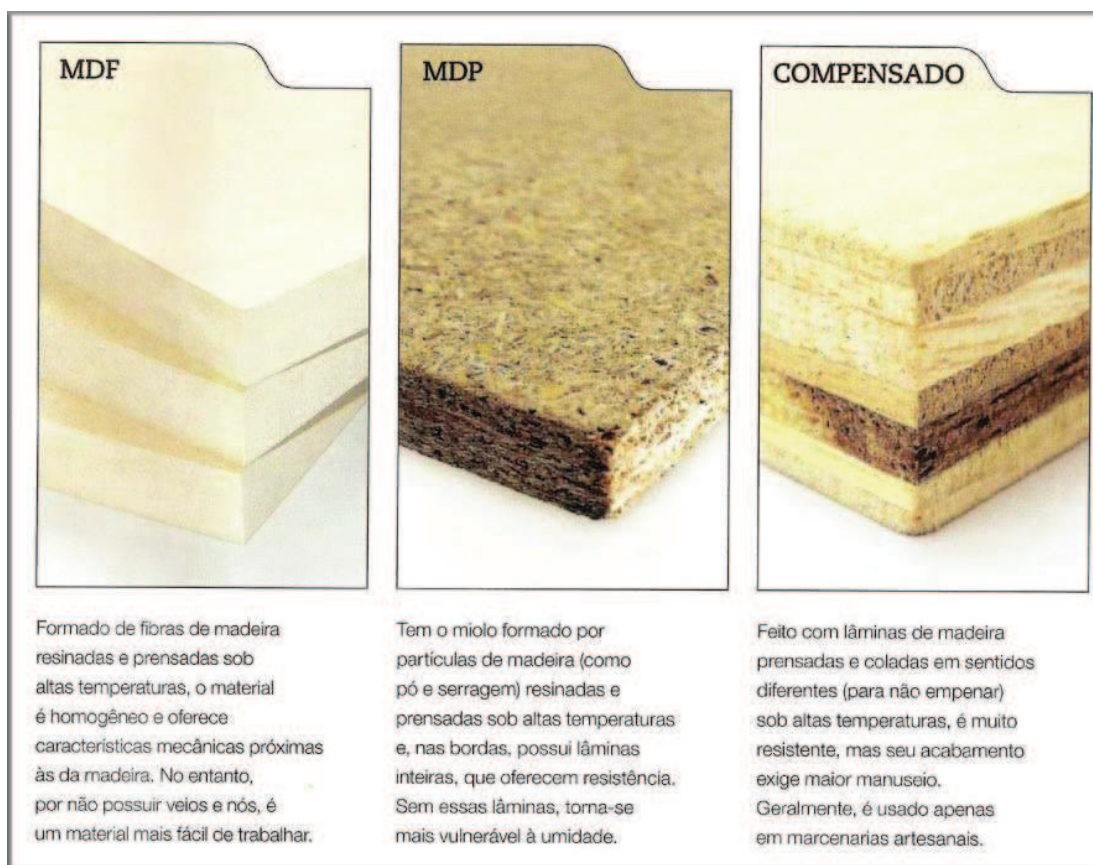 MDF
Formado de fibras de madeira
resinadas e prensadas sob
altas temperaturas, o material
é homogêneo e oferece
características mecânicas próximas
às da madeira. No entanto,
por não possuir veios e nós, é
um material mais fácil de trabalhar.
MDP
Tem o miolo formado por
partículas de madeira (como
pó e serragem) resinadas e
prensadas sob altas temperaturas
e, nas bordas, possui lâminas
inteiras, que oferecem resistência.
Sem essas lâminas, torna-se
mais vulnerável à umidade.
COMPENSADO
Feito com lâminas de madeira
prensadas e coladas em sentidos
diferentes (para não empenar)
sob altas temperaturas, é muito
resistente, mas seu acabamento
exige maior manuseio.
Geralmente, é usado apenas
em marcenarias artesanais.